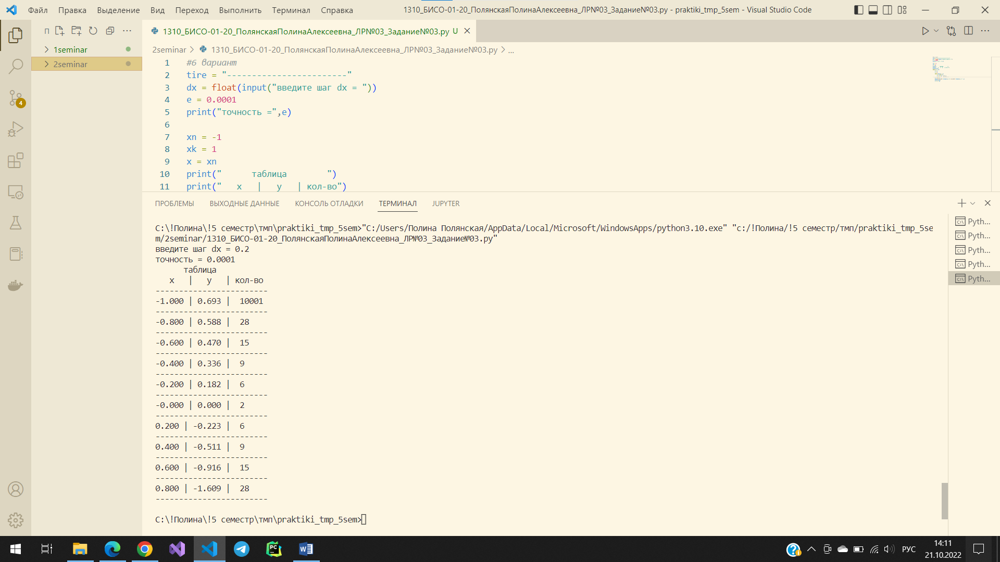 Файл Правка Выделение Вид Переход Выполнить Терминал Справка 1310_БИСО-01-20_ПолянскаяПолинаАлексеевна_ЛР№03_Задание№03.py - praktiki_tmp_5sem - Visual Studio Code
П
1310_БИСО-01-20_ПолянскаяПолинаАлексеевна_ЛР№03_Задание№03.py U
1seminar
2seminar
2seminar > 1310_БИСО-01-20_ПолянскаяПолинаАлексеевна_ЛР№03_Задание№03.py > ...
1 #6 вариант
2 tire = "------------------------"
3 dx = float(input("введите шаг dx = "))
4 e = 0.0001
5 print("точность =",e)
6
7 xn = -1
8 xk = 1
9 x = xn
10 print("      таблица        ")
11 print("   x   |   y   | кол-во")
ПРОБЛЕМЫ ВЫХОДНЫЕ ДАННЫЕ КОНСОЛЬ ОТЛАДКИ ТЕРМИНАЛ JUPYTER
C:\!Полина\!5 семестр\тмп\praktiki_tmp_5sem>"C:/Users/Полина Полянская/AppData/Local/Microsoft/WindowsApps/python3.10.exe" "c:/!Полина/!5 семестр/тмп/praktiki_tmp_5se
m/2seminar/1310_БИСО-01-20_ПолянскаяПолинаАлексеевна_ЛР№03_Задание№03.py"
введите шаг dx = 0.2
точность = 0.0001
      таблица
   x   |   y   | кол-во
------------------------
-1.000 | 0.693 |  10001
------------------------
-0.800 | 0.588 |  28
------------------------
-0.600 | 0.470 |  15
------------------------
-0.400 | 0.336 |  9
------------------------
-0.200 | 0.182 |  6
------------------------
-0.000 | 0.000 |  2
------------------------
0.200 | -0.223 |  6
------------------------
0.400 | -0.511 |  9
------------------------
0.600 | -0.916 |  15
------------------------
0.800 | -1.609 |  28
------------------------
C:\!Полина\!5 семестр\тмп\praktiki_tmp_5sem>
Pyth...
Pyth...
Pyth...
Pyth...
Pyth...
4
РУС
14:11
21.10.2022